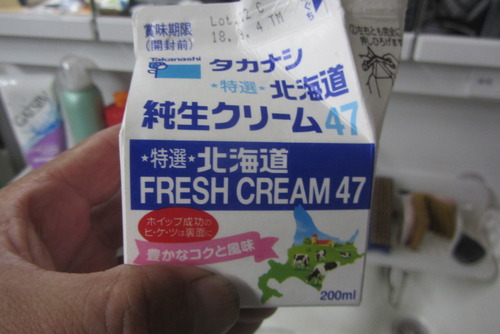 賞味期限
(開封前)
Lot.2 C
18. 4. 4 TM
Takanashi
タカナシ
★特選★北海道
純生クリーム47
★特選★北海道
FRESH CREAM 47
ホイップ成功の
ヒ・ケ・ツは裏面に
豊かなコクと風味
200ml